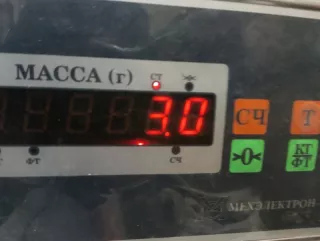 МАССА (г)
СТ
3.0
СЧ Т
>0< КГ
ФТ
ФТ СЧ
МЕХЭЛЕКТРОН